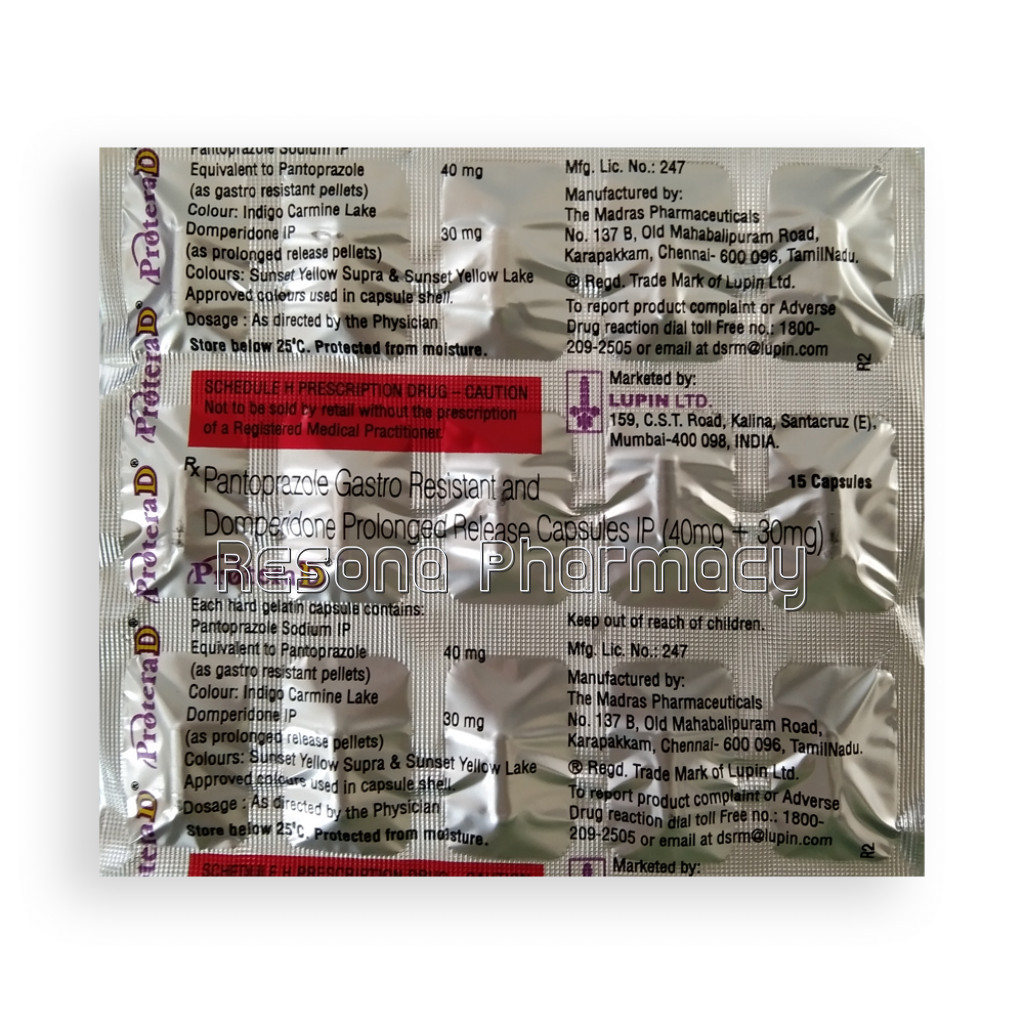 Pantoprazole Sodium IP
Equivalent to Pantoprazole 40 mg
(as gastro resistant pellets)
Colour: Indigo Carmine Lake
Domperidone IP 30 mg
(as prolonged release pellets)
Colours: Sunset Yellow Supra & Sunset Yellow Lake
Approved colours used in capsule shell.
Dosage : As directed by the Physician
Store below 25°C. Protected from moisture.
Mfg. Lic. No.: 247
Manufactured by:
The Madras Pharmaceuticals
No. 137 B, Old Mahabalipuram Road,
Karapakkam, Chennai- 600 096, TamilNadu.
® Regd. Trade Mark of Lupin Ltd.
To report product complaint or Adverse
Drug reaction dial toll Free no.: 1800-
209-2505 or email at dsrm@lupin.com
R2
SCHEDULE H PRESCRIPTION DRUG – CAUTION
Not to be sold by retail without the prescription
of a Registered Medical Practitioner.
Marketed by:
LUPIN LTD.
159, C.S.T. Road, Kalina, Santacruz (E),
Mumbai-400 098, INDIA.
15 Capsules
Rx Pantoprazole Gastro Resistant and
Domperidone Prolonged Release Capsules IP (40mg + 30mg)
Resona Pharmacy
ProteraD®
Each hard gelatin capsule contains:
Pantoprazole Sodium IP
Equivalent to Pantoprazole 40 mg
(as gastro resistant pellets)
Colour: Indigo Carmine Lake
Domperidone IP 30 mg
(as prolonged release pellets)
Colours: Sunset Yellow Supra & Sunset Yellow Lake
Approved colours used in capsule shell.
Dosage : As directed by the Physician
Store below 25°C. Protected from moisture.
Keep out of reach of children.
Mfg. Lic. No.: 247
Manufactured by:
The Madras Pharmaceuticals
No. 137 B, Old Mahabalipuram Road,
Karapakkam, Chennai- 600 096, TamilNadu.
® Regd. Trade Mark of Lupin Ltd.
To report product complaint or Adverse
Drug reaction dial toll Free no.: 1800-
209-2505 or email at dsrm@lupin.com
R2
SCHEDULE H PRESCRIPTION DRUG – CAUTION
Marketed by:
ProteraD
ProteraD®
ProteraD®
ProteraD®
teraD®